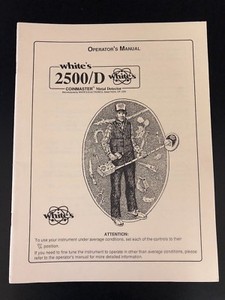 OPERATOR'S MANUAL
White's
2500/D
White's
COINMASTER Metal Detector
White's
ATTENTION:
To use your instrument under average conditions, set each of the controls to their
position.
If you need to fine tune the instrument to operate in other than average conditions, please
refer to the operator's manual for more detailed information.